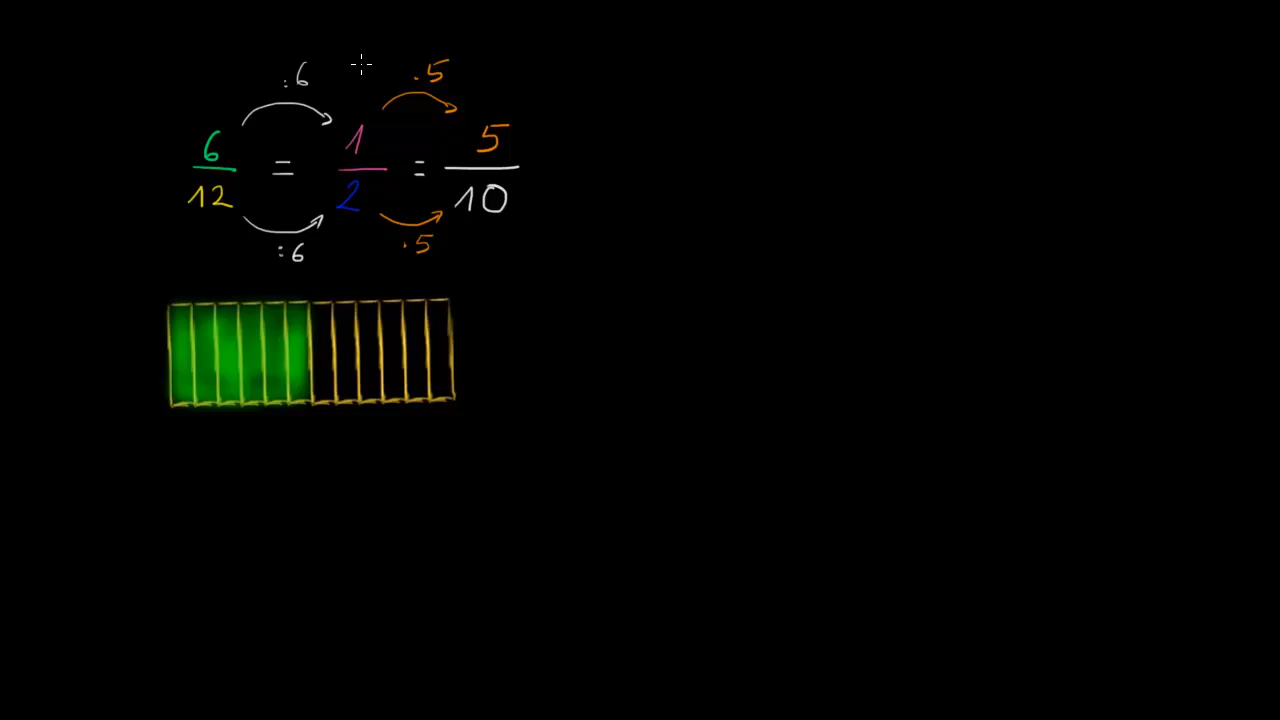 :6 .5
6/12 = 1/2 = 5/10
:6 .5